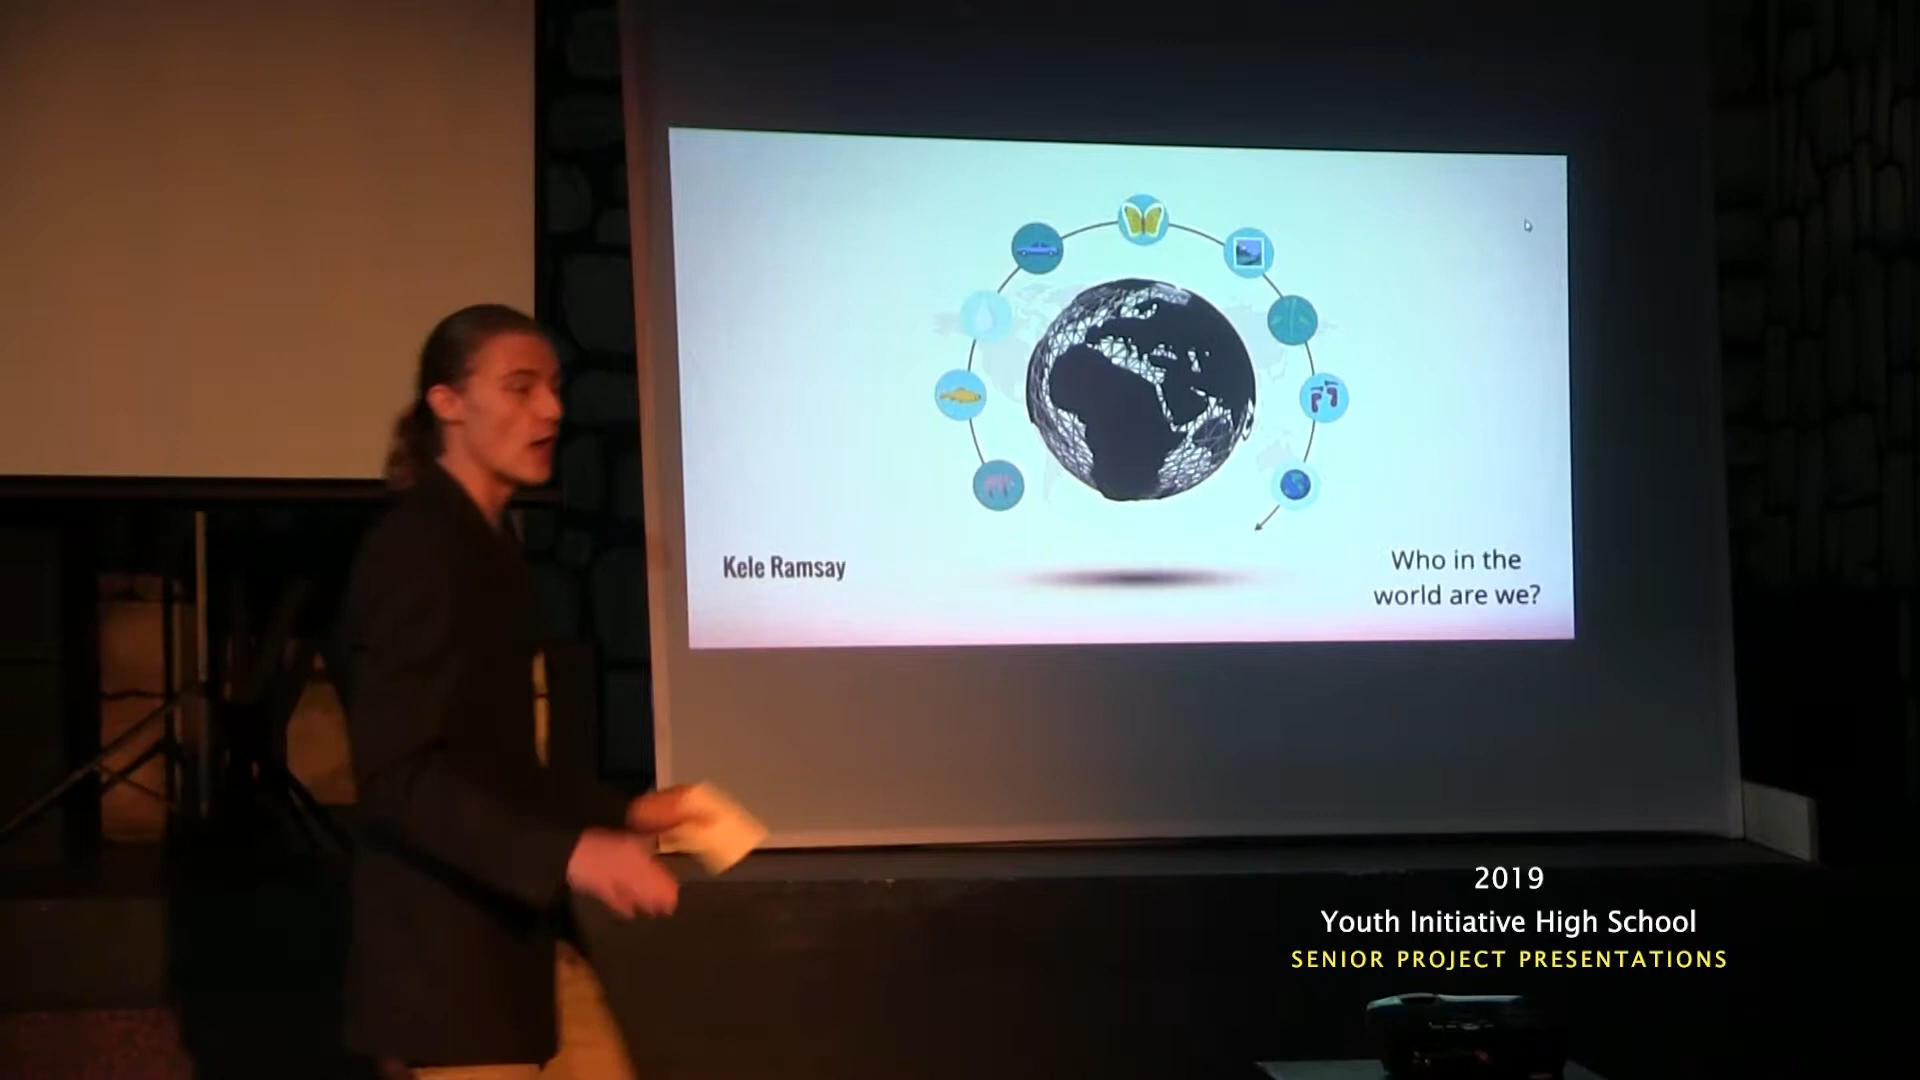 Kele Ramsay
Who in the
world are we?
2019
Youth Initiative High School
SENIOR PROJECT PRESENTATIONS